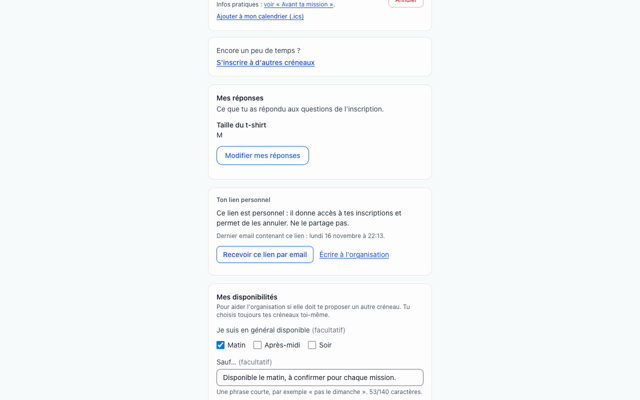 Infos pratiques : voir « Avant ta mission ».
Annuler
Ajouter à mon calendrier (.ics)
Encore un peu de temps ?
S'inscrire à d'autres créneaux
Mes réponses
Ce que tu as répondu aux questions de l'inscription.
Taille du t-shirt
M
Modifier mes réponses
Ton lien personnel
Ce lien est personnel : il donne accès à tes inscriptions et
permet de les annuler. Ne le partage pas.
Dernier email contenant ce lien : lundi 16 novembre à 22:13.
Recevoir ce lien par email
Écrire à l'organisation
Mes disponibilités
Pour aider l'organisation si elle doit te proposer un autre créneau. Tu
choisis toujours tes créneaux toi-même.
Je suis en général disponible (facultatif)
Matin
Après-midi
Soir
Sauf… (facultatif)
Disponible le matin, à confirmer pour chaque mission.
Une phrase courte, par exemple « pas le dimanche ». 53/140 caractères.